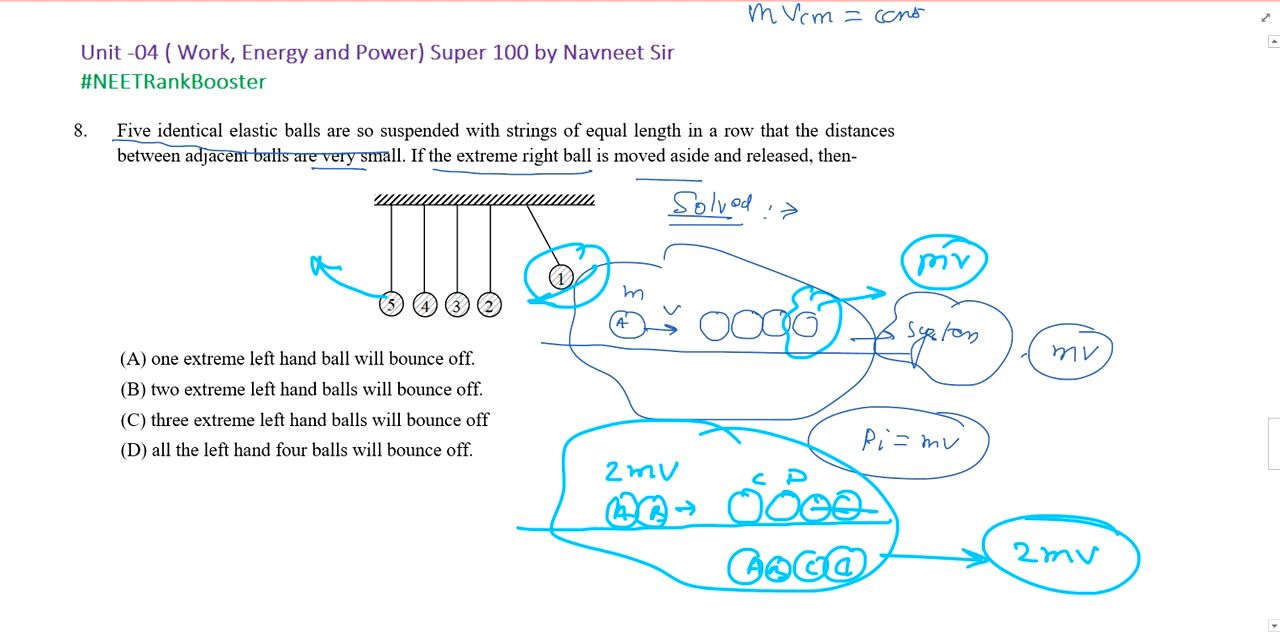 m Vcm = cons
Unit -04 ( Work, Energy and Power) Super 100 by Navneet Sir
#NEETRankBooster
8. Five identical elastic balls are so suspended with strings of equal length in a row that the distances
between adjacent balls are very small. If the extreme right ball is moved aside and released, then-
Solved :⇒
mv
1
m
5 4 3 2
A v
system
mv
(A) one extreme left hand ball will bounce off.
(B) two extreme left hand balls will bounce off.
(C) three extreme left hand balls will bounce off
(D) all the left hand four balls will bounce off.
Pi = mv
2mv
C D
A B →
2mv